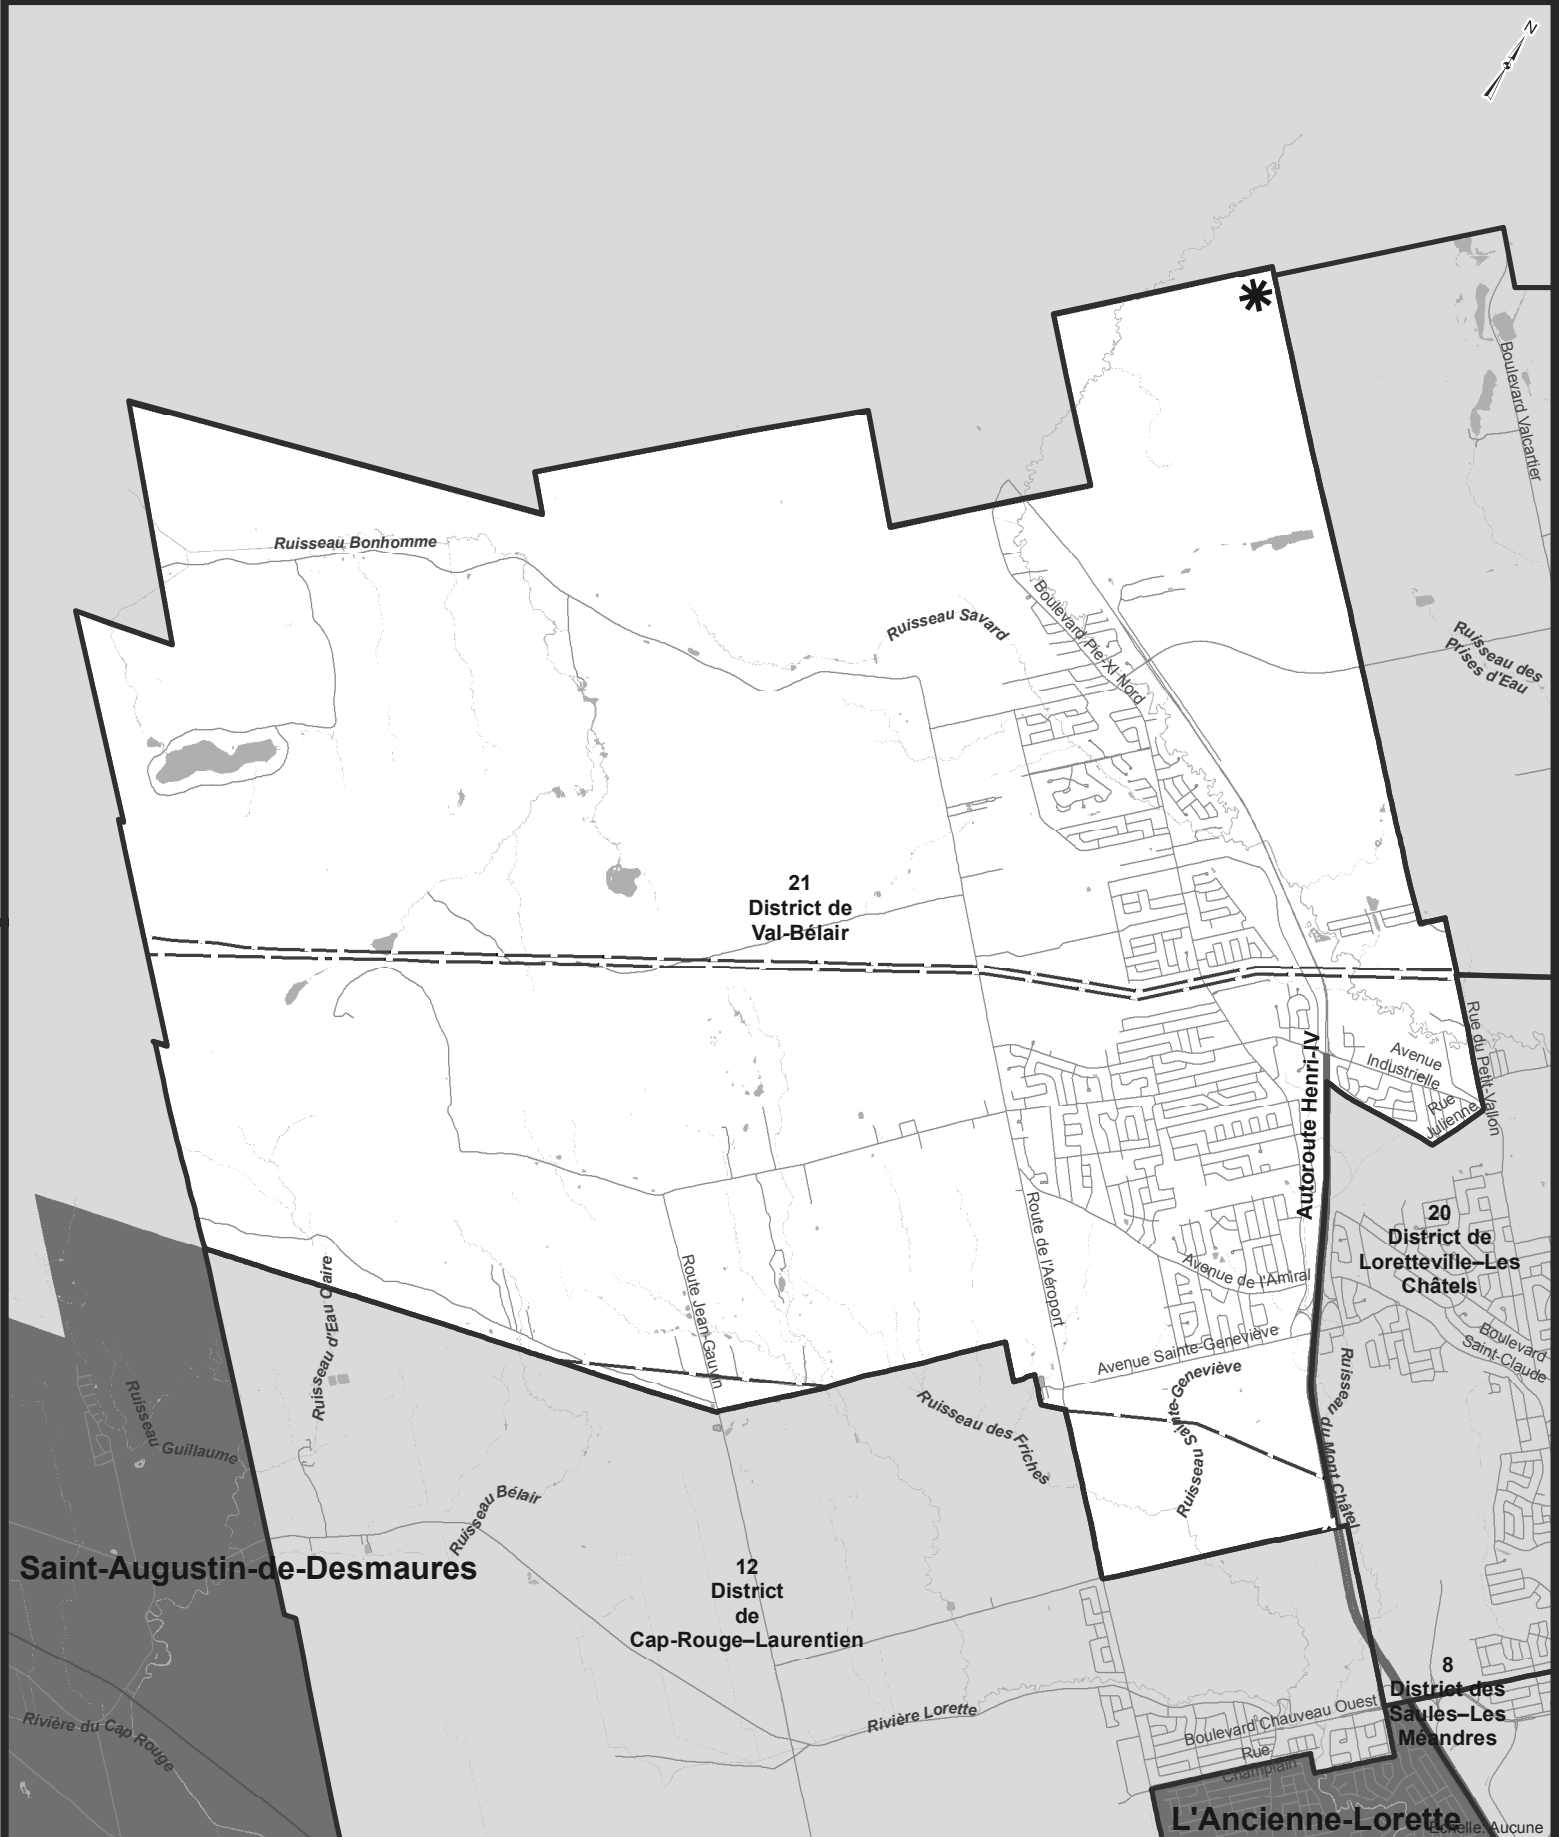 N
Boulevard Valcartier
Ruisseau Bonhomme
Ruisseau Savard
Boulevard Pie-XI Nord
Ruisseau des
Prises d'Eau
21
District de
Val-Bélair
Rue du Petit-Vallon
Avenue
Industrielle
Rue
Julienne
Autoroute Henri-IV
Route de l'Aéroport
20
District de
Loretteville–Les
Châtels
Avenue de l'Amiral
Route Jean-Gauvin
Ruisseau d'Eau Claire
Boulevard
Saint-Claude
Avenue Sainte-Geneviève
Ruisseau Sainte-Geneviève
Ruisseau du Mont Châtel
Ruisseau Guillaume
Ruisseau des Friches
Ruisseau Bélair
Saint-Augustin-de-Desmaures
12
District
de
Cap-Rouge–Laurentien
8
District des
Saules–Les
Méandres
Rivière du Cap Rouge
Rivière Lorette
Boulevard Chauveau Ouest
Rue
Champlain
L'Ancienne-Lorette
Échelle: Aucune